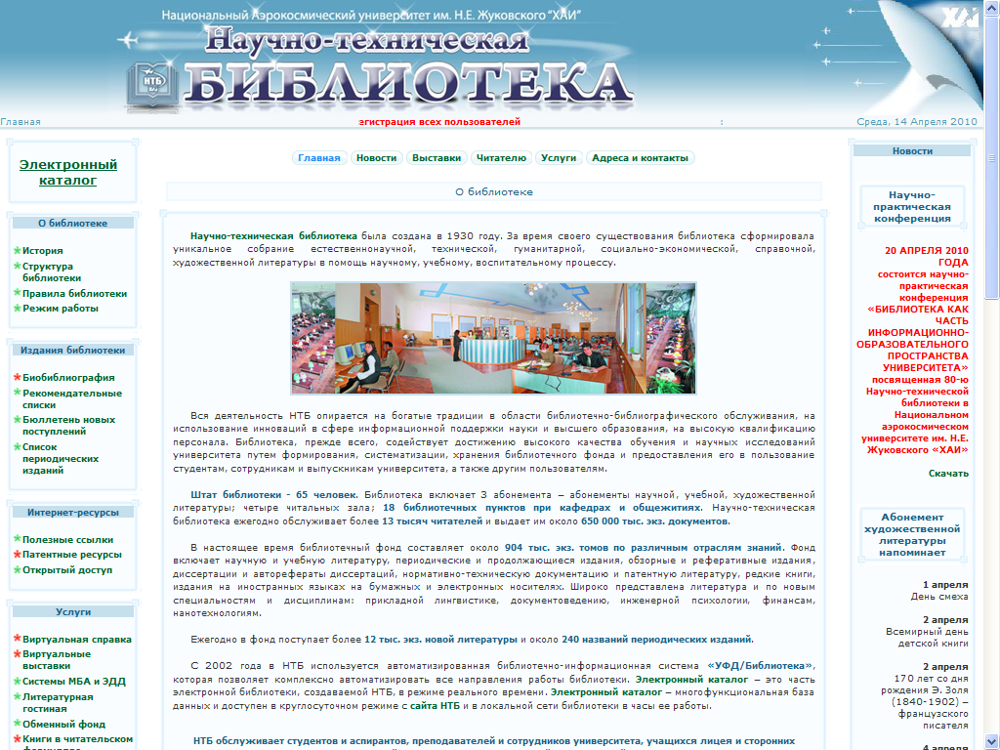 Национальный Аэрокосмический университет им. Н.Е. Жуковского "ХАИ"
Научно-техническая
БИБЛИОТЕКА
НТБ
ХАІ
Главная
егистрация всех пользователей
Среда, 14 Апреля 2010
Электронный
каталог
О библиотеке
История
Структура
библиотеки
Правила библиотеки
Режим работы
Издания библиотеки
Биобиблиография
Рекомендательные
списки
Бюллетень новых
поступлений
Список
периодических
изданий
Интернет-ресурсы
Полезные ссылки
Патентные ресурсы
Открытый доступ
Услуги
Виртуальная справка
Виртуальные
выставки
Системы МБА и ЭДД
Литературная
гостиная
Обменный фонд
Книги в читательском
Главная Новости Выставки Читателю Услуги Адреса и контакты
О библиотеке
Научно-техническая библиотека была создана в 1930 году. За время своего существования библиотека сформировала
уникальное собрание естественнонаучной, технической, гуманитарной, социально-экономической, справочной,
художественной литературы в помощь научному, учебному, воспитательному процессу.
Вся деятельность НТБ опирается на богатые традиции в области библиотечно-библиографического обслуживания, на
использование инноваций в сфере информационной поддержки науки и высшего образования, на высокую квалификацию
персонала. Библиотека, прежде всего, содействует достижению высокого качества обучения и научных исследований
университета путем формирования, систематизации, хранения библиотечного фонда и предоставления его в пользование
студентам, сотрудникам и выпускникам университета, а также другим пользователям.
Штат библиотеки - 65 человек. Библиотека включает 3 абонемента – абонементы научной, учебной, художественной
литературы; четыре читальных зала; 18 библиотечных пунктов при кафедрах и общежитиях. Научно-техническая
библиотека ежегодно обслуживает более 13 тысяч читателей и выдает им около 650 000 тыс. экз. документов.
В настоящее время библиотечный фонд составляет около 904 тыс. экз. томов по различным отраслям знаний. Фонд
включает научную и учебную литературу, периодические и продолжающиеся издания, обзорные и реферативные издания,
диссертации и авторефераты диссертаций, нормативно-техническую документацию и патентную литературу, редкие книги,
издания на иностранных языках на бумажных и электронных носителях. Широко представлена литература и по новым
специальностям и дисциплинам: прикладной лингвистике, документоведению, инженерной психологии, финансам,
нанотехнологиям.
Ежегодно в фонд поступает более 12 тыс. экз. новой литературы и около 240 названий периодических изданий.
С 2002 года в НТБ используется автоматизированная библиотечно-информационная система «УФД/Библиотека»,
которая позволяет комплексно автоматизировать все направления работы библиотеки. Электронный каталог – это часть
электронной библиотеки, создаваемой НТБ, в режиме реального времени. Электронный каталог – многофункциональная база
данных и доступен в круглосуточном режиме с сайта НТБ и в локальной сети библиотеки в часы ее работы.
НТБ обслуживает студентов и аспирантов, преподавателей и сотрудников университета, учащихся лицея и сторонних
Новости
Научно-
практическая
конференция
20 АПРЕЛЯ 2010
ГОДА
состоится научно-
практическая
конференция
«БИБЛИОТЕКА КАК
ЧАСТЬ
ИНФОРМАЦИОННО-
ОБРАЗОВАТЕЛЬНОГО
ПРОСТРАНСТВА
УНИВЕРСИТЕТА»
посвященная 80-ю
Научно-технической
библиотеки в
Национальном
аэрокосмическом
университете им. Н.Е.
Жуковского «ХАИ»
Скачать
Абонемент
художественной
литературы
напоминает
1 апреля
День смеха
2 апреля
Всемирный день
детской книги
2 апреля
170 лет со дня
рождения Э. Золя
(1840-1902) –
французского
писателя
4 апреля